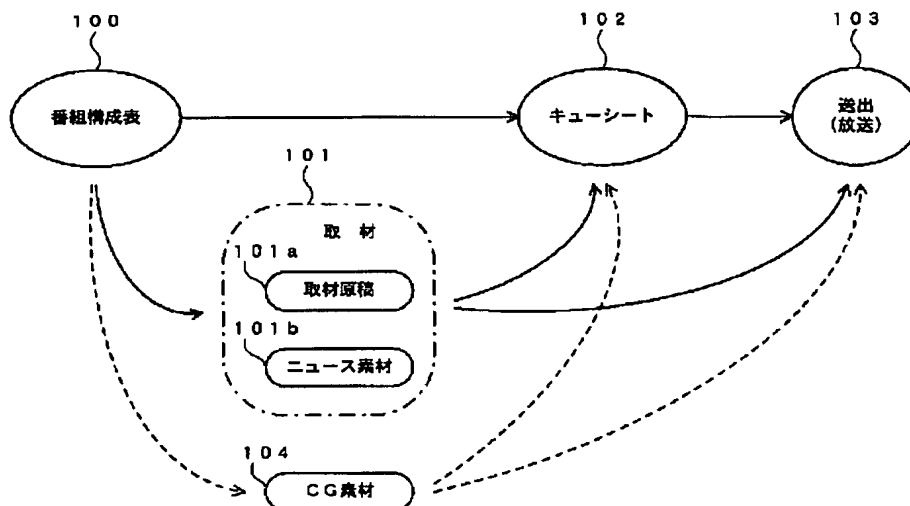 １００
１０２
１０３
番組構成表
キューシート
送出
(放送)
１０１
取　材
１０１a
取材原稿
１０１b
ニュース素材
１０４
ＣＧ素材